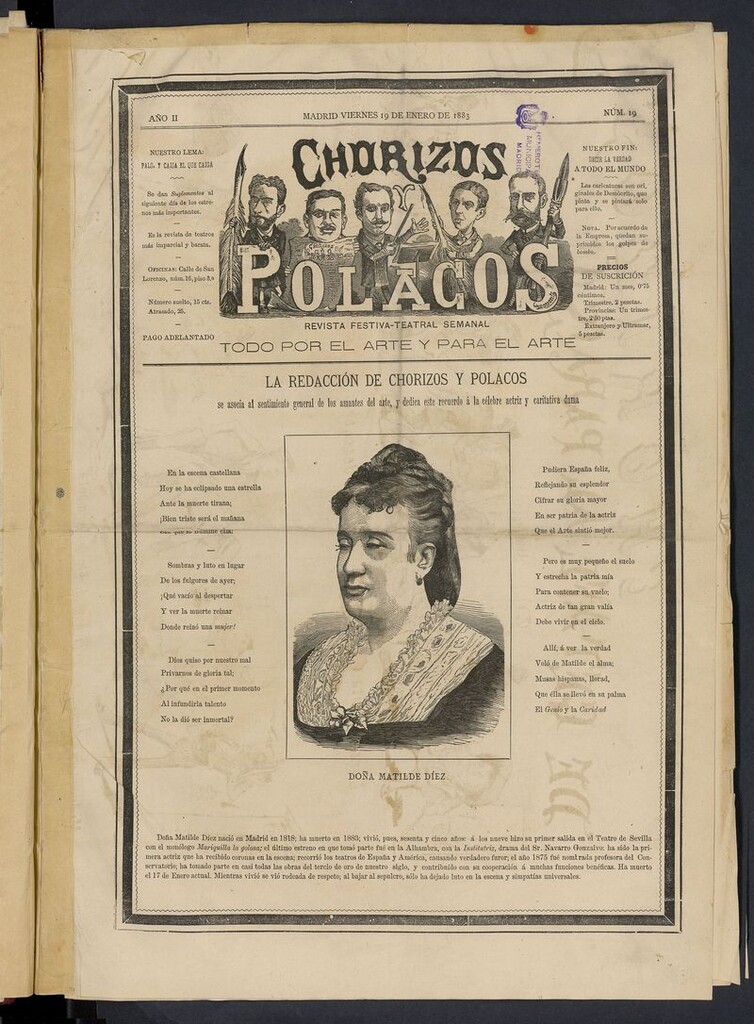 AÑO II
MADRID VIERNES 19 DE ENERO DE 1883
NÚM. 19
NUESTRO LEMA:
PALO, Y CAIGA EL QUE CAIGA
Se dan Suplementos al
siguiente día de los estre-
nos más importantes.
Es la revista de teatros
más imparcial y barata.
OFICINAS: Calle de San
Lorenzo, núm. 16, piso 3.º
Número suelto, 15 cts.
Atrasado, 25.
PAGO ADELANTADO
CHORIZOS
Y
POLACOS
REVISTA FESTIVA-TEATRAL SEMANAL
TODO POR EL ARTE Y PARA EL ARTE
NUESTRO FIN:
DECIR LA VERDAD
A TODO EL MUNDO
Las caricaturas son ori-
ginales de Demócrito, que
pinta y se pintará solo
para ello.
NOTA. Por acuerdo de
la Empresa, quedan su-
primidos los golpes de
bombo.
PRECIOS
DE SUSCRICIÓN
Madrid: Un mes, 0'75
céntimos.
Trimestre, 2 pesetas.
Provincias: Un trimes-
tre, 2'50 ptas.
Extranjero y Ultramar,
5 pesetas.
HEMEROTECA
MUNICIPAL
MADRID
LA REDACCIÓN DE CHORIZOS Y POLACOS
se asocia al sentimiento general de los amantes del arte, y dedica este recuerdo á la célebre actriz y caritativa dama
En la escena castellana
Hoy se ha eclipsado una estrella
Ante la muerte tirana;
¡Bien triste será el mañana
Sombras y luto en lugar
De los fulgores de ayer;
¡Qué vacío al despertar
Y ver la muerte reinar
Donde reinó una mujer!
Dios quiso por nuestro mal
Privarnos de gloria tal;
¿Por qué en el primer momento
Al infundirla talento
No la dió ser inmortal?
Pudiera España feliz,
Reflejando su esplendor
Cifrar su gloria mayor
En ser patria de la actriz
Que el Arte sintió mejor.
Pero es muy pequeño el suelo
Y estrecha la patria mía
Para contener su vuelo;
Actriz de tan gran valía
Debe vivir en el cielo.
Allí, á ver la verdad
Voló de Matilde el alma;
Musas hispanas, llorad,
Que ella se llevó en su palma
El Genio y la Caridad
DOÑA MATILDE DÍEZ
Doña Matilde Díez nació en Madrid en 1818; ha muerto en 1883; vivió, pues, sesenta y cinco años: á los nueve hizo su primer salida en el Teatro de Sevilla
con el monólogo Mariquilla la golosa; el último estreno en que tomó parte fué en la Alhambra, con la Institutriz, drama del Sr. Navarro Gonzalvo: ha sido la pri-
mera actriz que ha recibido coronas en la escena; recorrió los teatros de España y América, causando verdadero furor; el año 1875 fué nombrada profesora del Con-
servatorio; ha tomado parte en casi todas las obras del tercio de oro de nuestro siglo, y contribuido con su cooperación á muchas funciones benéficas. Ha muerto
el 17 de Enero actual. Mientras vivió se vió rodeada de respeto; al bajar al sepulcro, sólo ha dejado luto en la escena y simpatías universales.